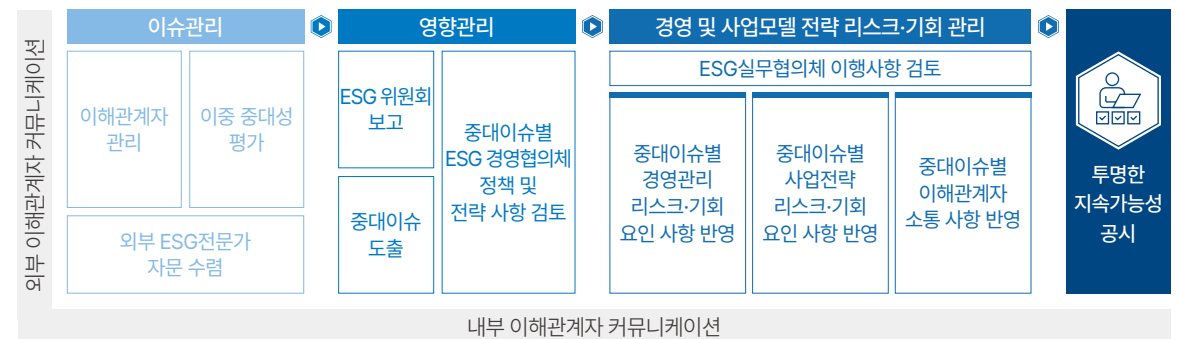 외부 이해관계자 커뮤니케이션
이슈관리
이해관계자
관리
이중 중대성
평가
외부 ESG전문가
자문 수렴
영향관리
ESG 위원회
보고
중대이슈
도출
중대이슈별
ESG 경영협의체
정책 및
전략 사항 검토
경영 및 사업모델 전략 리스크·기회 관리
ESG실무협의체 이행사항 검토
중대이슈별
경영관리
리스크·기회
요인 사항 반영
중대이슈별
사업전략
리스크·기회
요인 사항 반영
중대이슈별
이해관계자
소통 사항 반영
투명한
지속가능성
공시
내부 이해관계자 커뮤니케이션